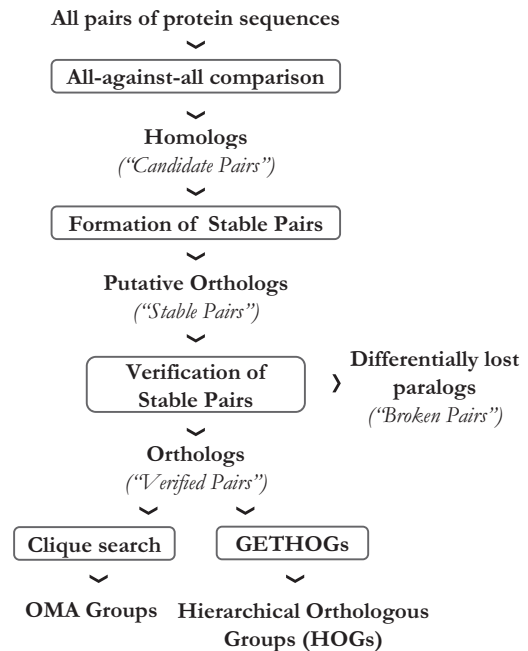 All pairs of protein sequences
All-against-all comparison
Homologs
(“Candidate Pairs”)
Formation of Stable Pairs
Putative Orthologs
(“Stable Pairs”)
Verification of
Stable Pairs
Differentially lost
paralogs
(“Broken Pairs”)
Orthologs
(“Verified Pairs”)
Clique search
GETHOGs
OMA Groups
Hierarchical Orthologous
Groups (HOGs)